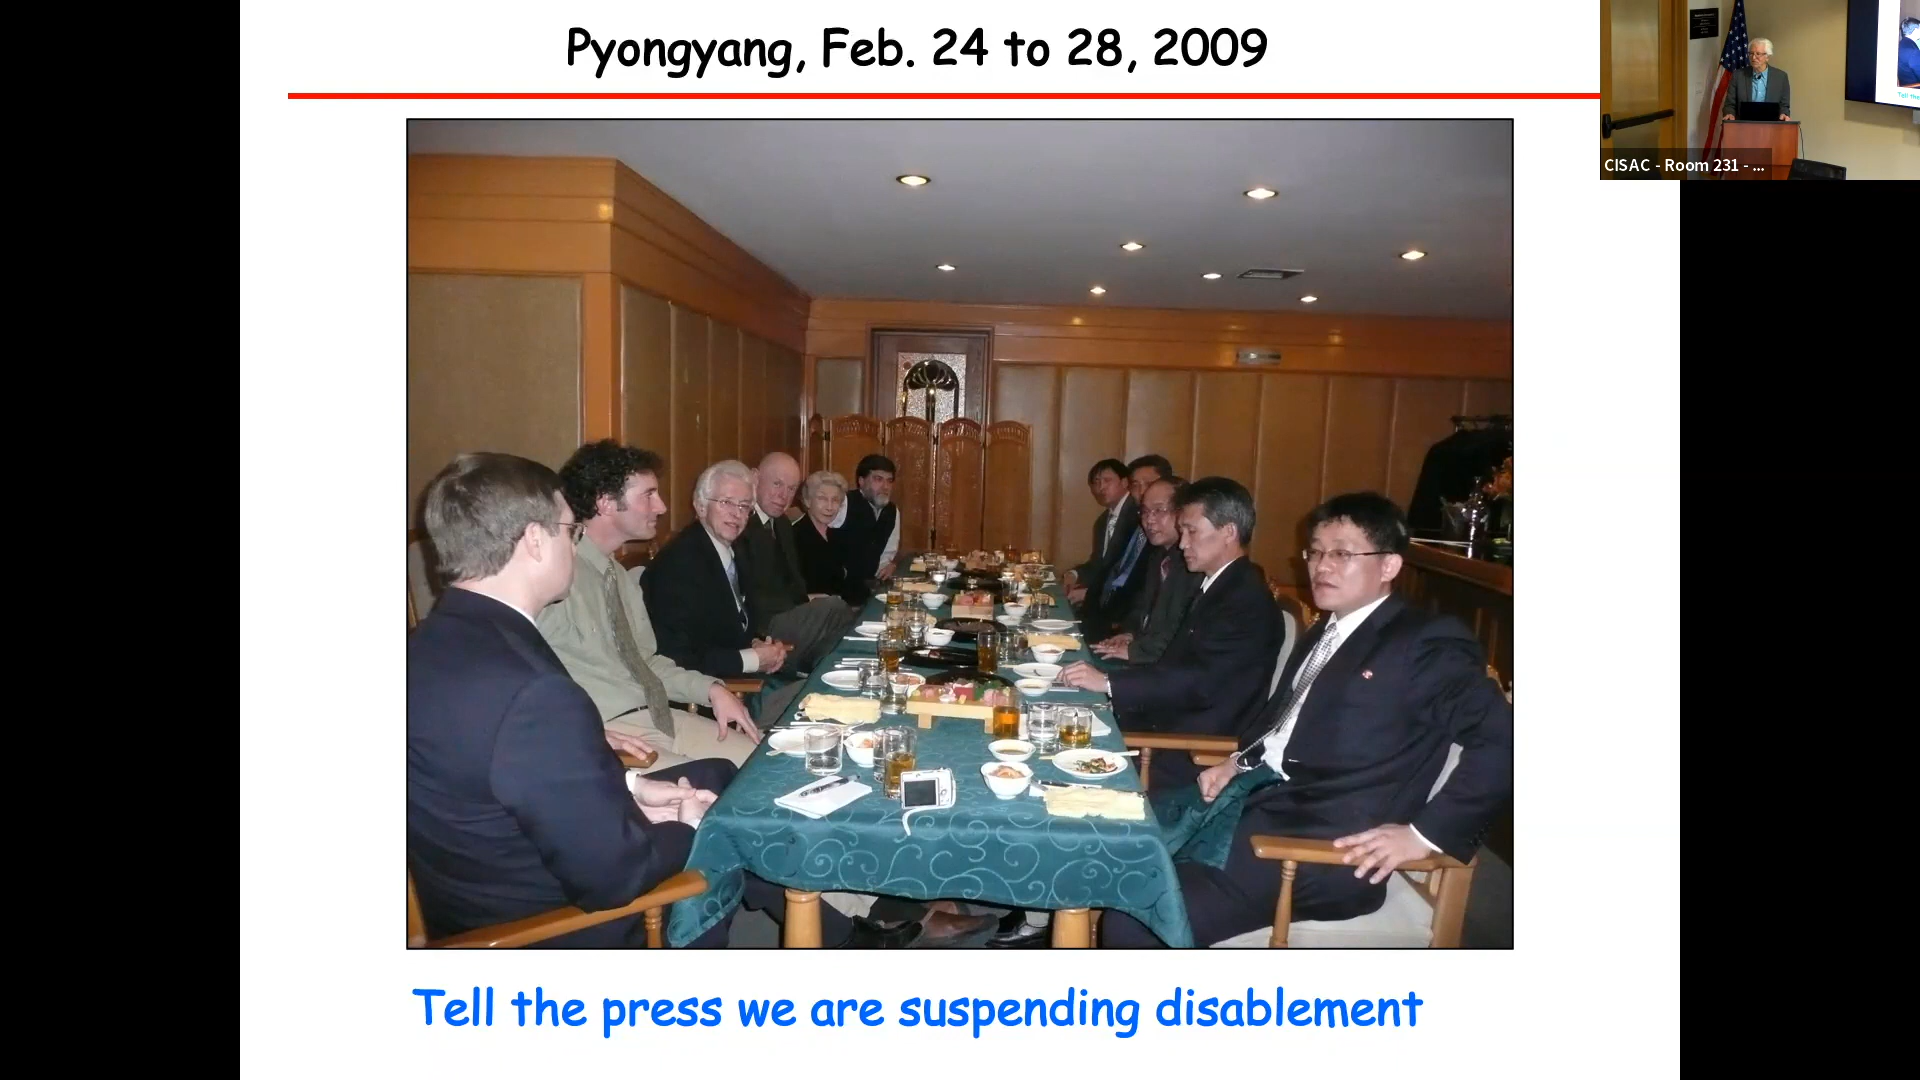 Pyongyang, Feb. 24 to 28, 2009
CISAC - Room 231 - ...
Tell the press we are suspending disablement